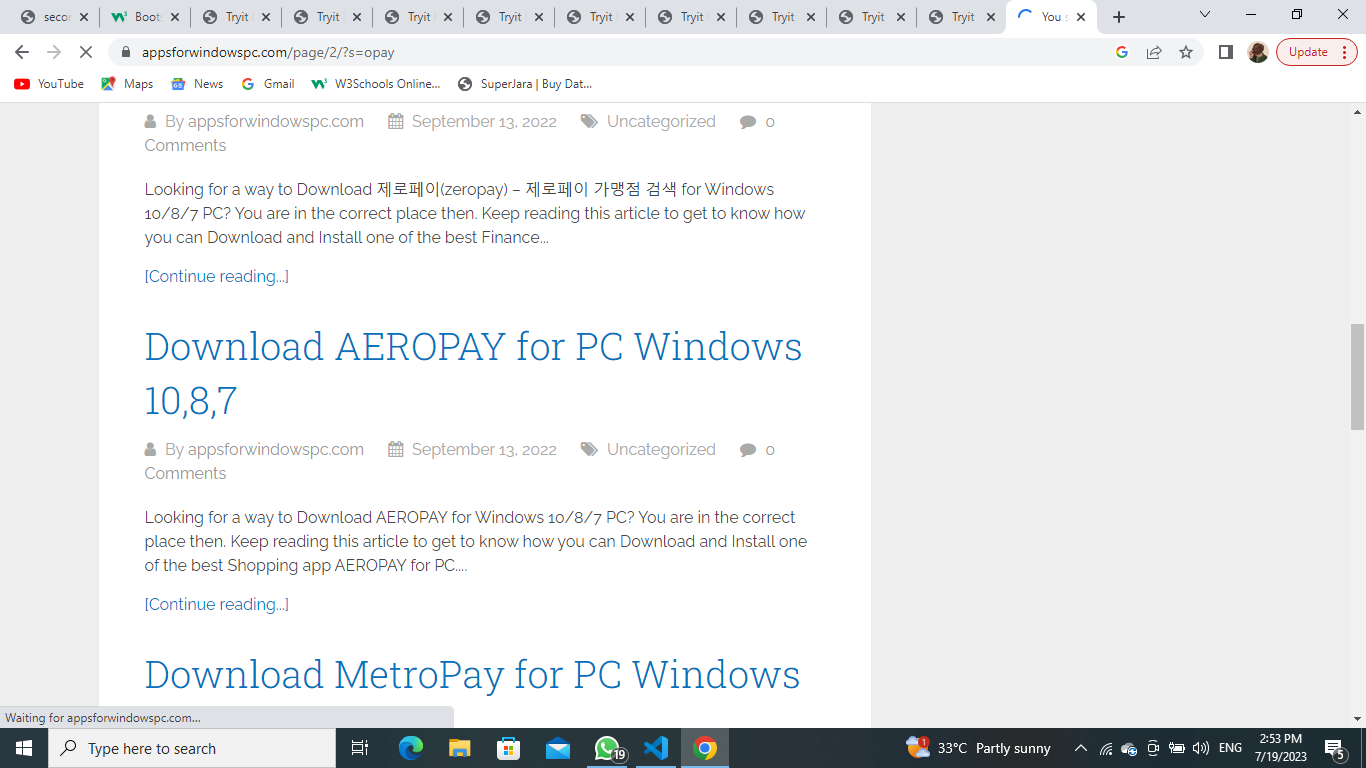 secor
Boots
Tryit
Tryit
Tryit
Tryit
Tryit
Tryit
Tryit
Tryit
Tryit
You s
appsforwindowspc.com/page/2/?s=opay
Update
YouTube
Maps
News
Gmail
W3Schools Online...
SuperJara | Buy Dat...
By appsforwindowspc.com September 13, 2022 Uncategorized 0
Comments
Looking for a way to Download 제로페이(zeropay) – 제로페이 가맹점 검색 for Windows
10/8/7 PC? You are in the correct place then. Keep reading this article to get to know how
you can Download and Install one of the best Finance...
[Continue reading...]
Download AEROPAY for PC Windows
10,8,7
By appsforwindowspc.com September 13, 2022 Uncategorized 0
Comments
Looking for a way to Download AEROPAY for Windows 10/8/7 PC? You are in the correct
place then. Keep reading this article to get to know how you can Download and Install one
of the best Shopping app AEROPAY for PC....
[Continue reading...]
Download MetroPay for PC Windows
Waiting for appsforwindowspc.com...
Type here to search
19
1
33°C Partly sunny
ENG
2:53 PM
7/19/2023
5